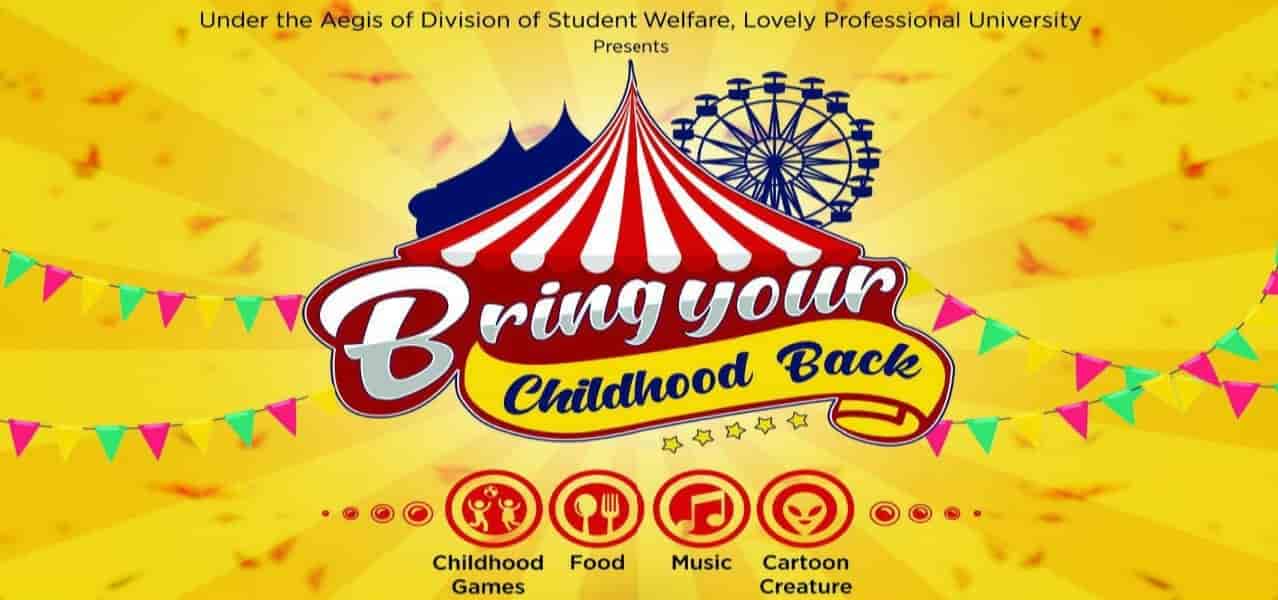 Under the Aegis of Division of Student Welfare, Lovely Professional University
Presents
Bring your
Childhood Back
Childhood Games
Food
Music
Cartoon Creature